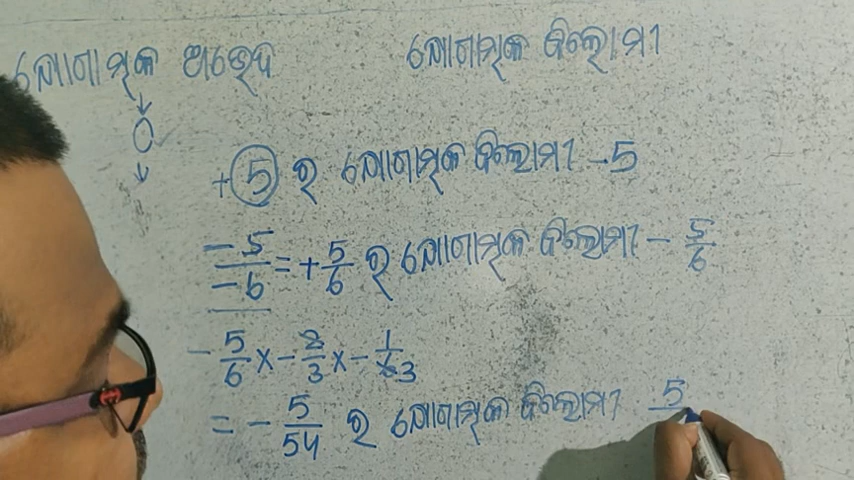 ଯୋଗାତ୍ମକ ଅଭେଦି ଯୋଗାତ୍ମକ ବିଲୋମୀ
↓
0
↓
+5 ର ଯୋଗାତ୍ମକ ବିଲୋମୀ -5
-5/-6 = +5/6 ର ଯୋଗାତ୍ମକ ବିଲୋମୀ - 5/6
- 5/6 x - 2/3 x - 1/6 3
= - 5/54 ର ଯୋଗାତ୍ମକ ବିଲୋମୀ 5